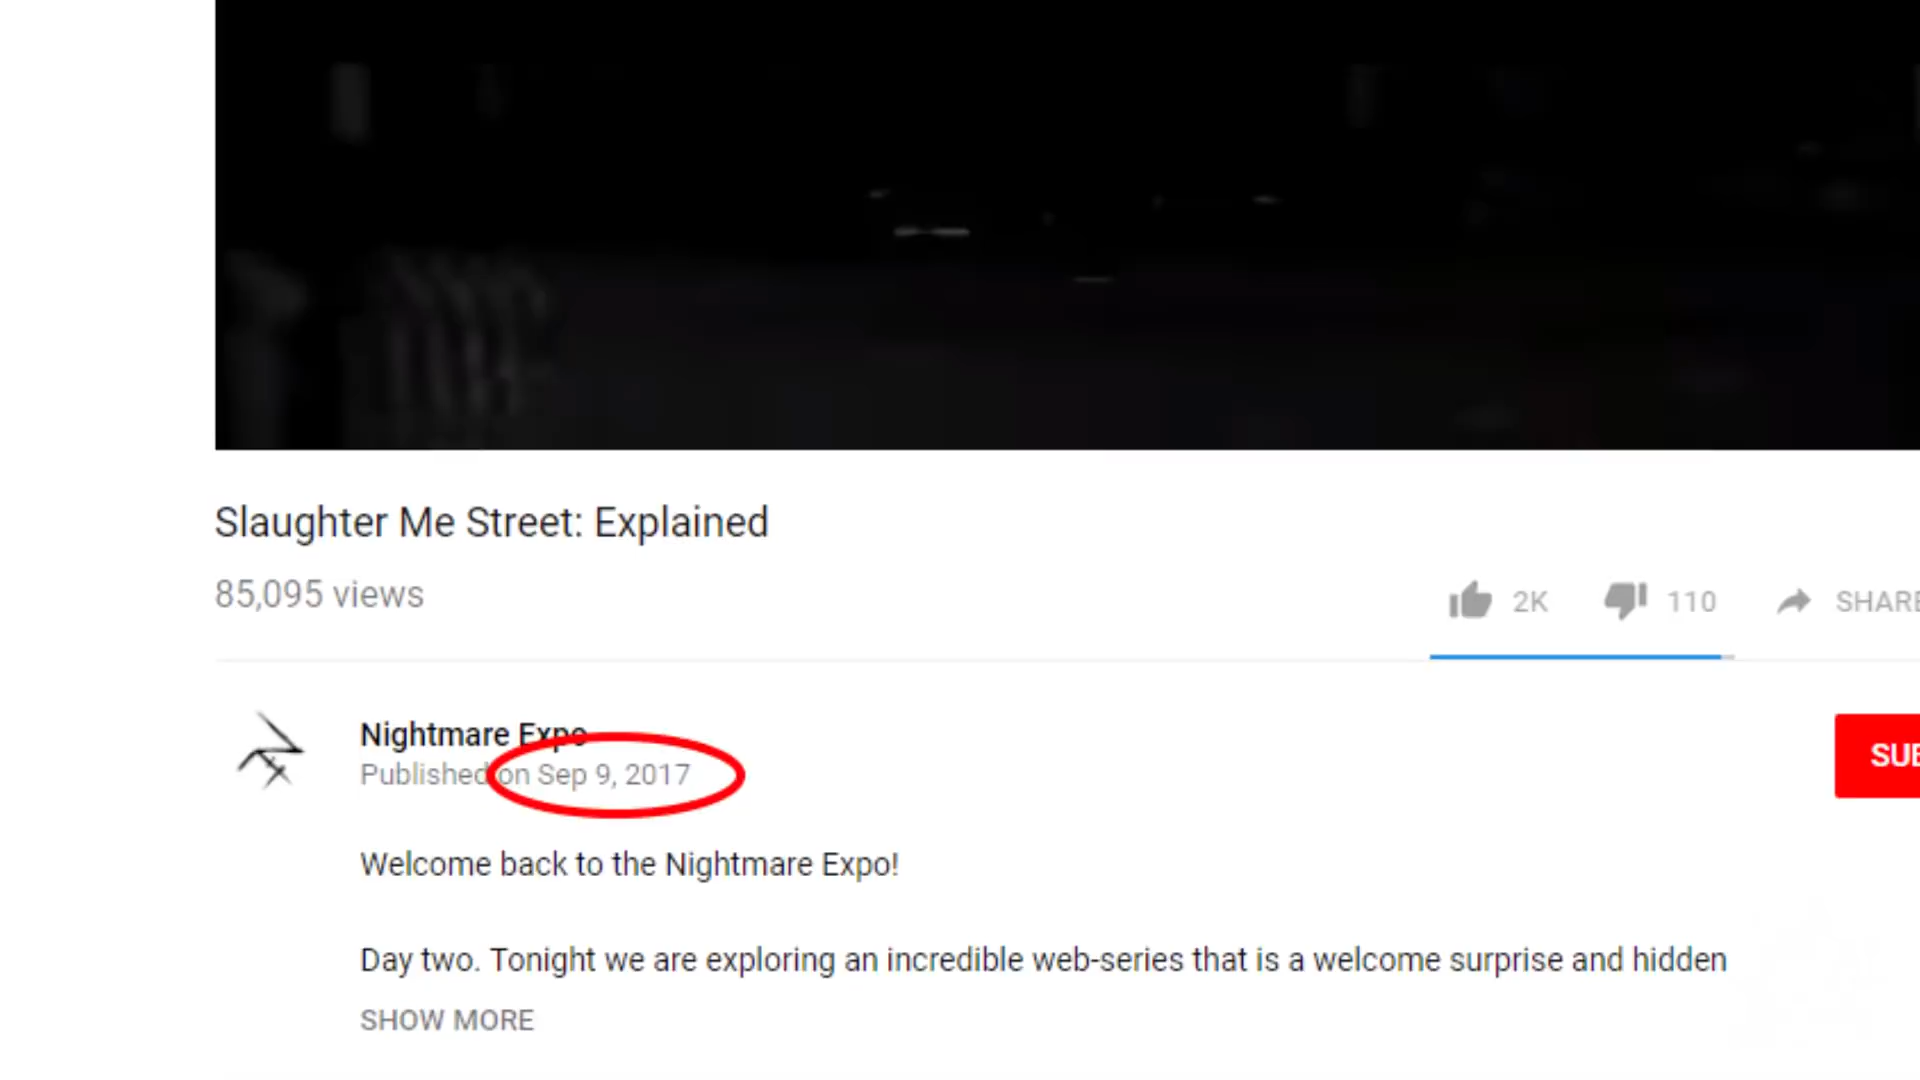 Slaughter Me Street: Explained
85,095 views
2K
110
SHARE
Nightmare Expo
Published on Sep 9, 2017
SUB
Welcome back to the Nightmare Expo!
Day two. Tonight we are exploring an incredible web-series that is a welcome surprise and hidden
SHOW MORE